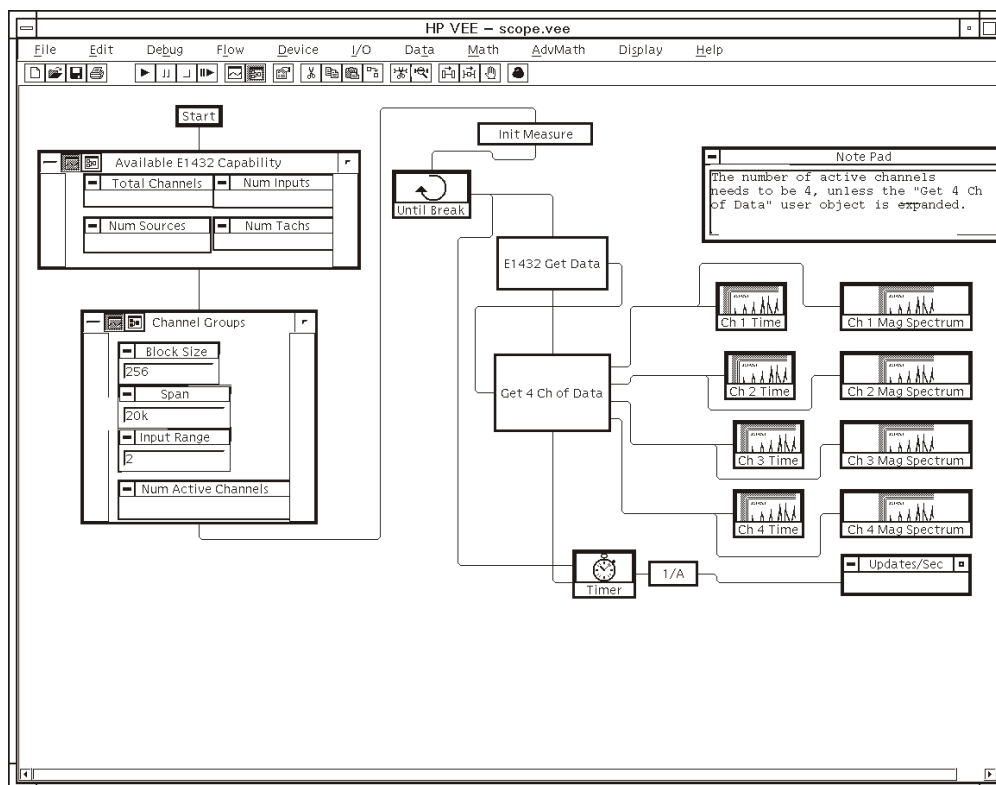 HP VEE – scope.vee
File Edit Debug Flow Device I/O Data Math AdvMath Display Help
Start
Available E1432 Capability
Total Channels
Num Inputs
Num Sources
Num Tachs
Channel Groups
Block Size
256
Span
20k
Input Range
2
Num Active Channels
Init Measure
Until Break
E1432 Get Data
Get 4 Ch of Data
Note Pad
The number of active channels
needs to be 4, unless the "Get 4 Ch
of Data" user object is expanded.
Ch 1 Time
Ch 1 Mag Spectrum
Ch 2 Time
Ch 2 Mag Spectrum
Ch 3 Time
Ch 3 Mag Spectrum
Ch 4 Time
Ch 4 Mag Spectrum
Timer
1/A
Updates/Sec